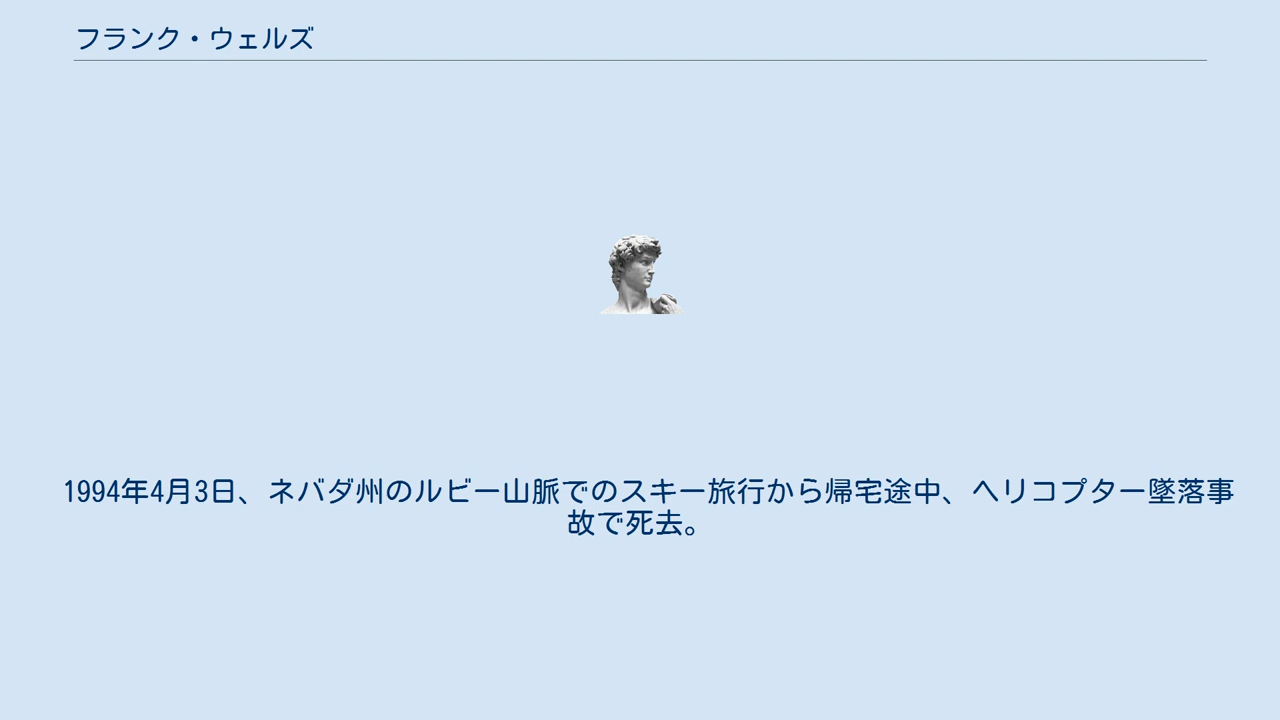 フランク・ウェルズ
1994年4月3日、ネバダ州のルビー山脈でのスキー旅行から帰宅途中、ヘリコプター墜落事
故で死去。